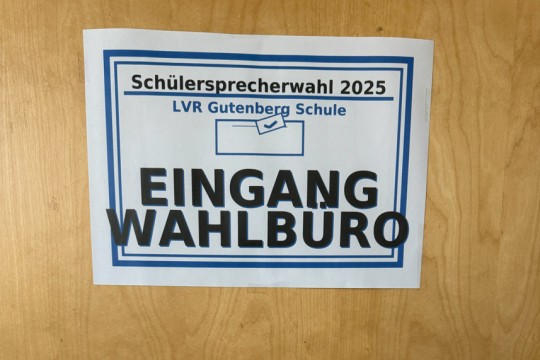 Schülersprecherwahl 2025
LVR Gutenberg Schule
EINGANG
WAHLBÜRO